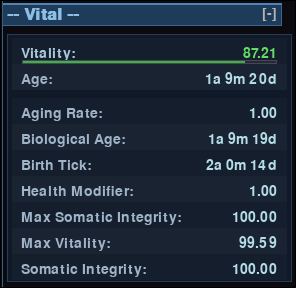 -- Vital -- [-]
Vitality: 87.21
Age: 1a 9m 20d
Aging Rate: 1.00
Biological Age: 1a 9m 19d
Birth Tick: 2a 0m 14d
Health Modifier: 1.00
Max Somatic Integrity: 100.00
Max Vitality: 99.59
Somatic Integrity: 100.00